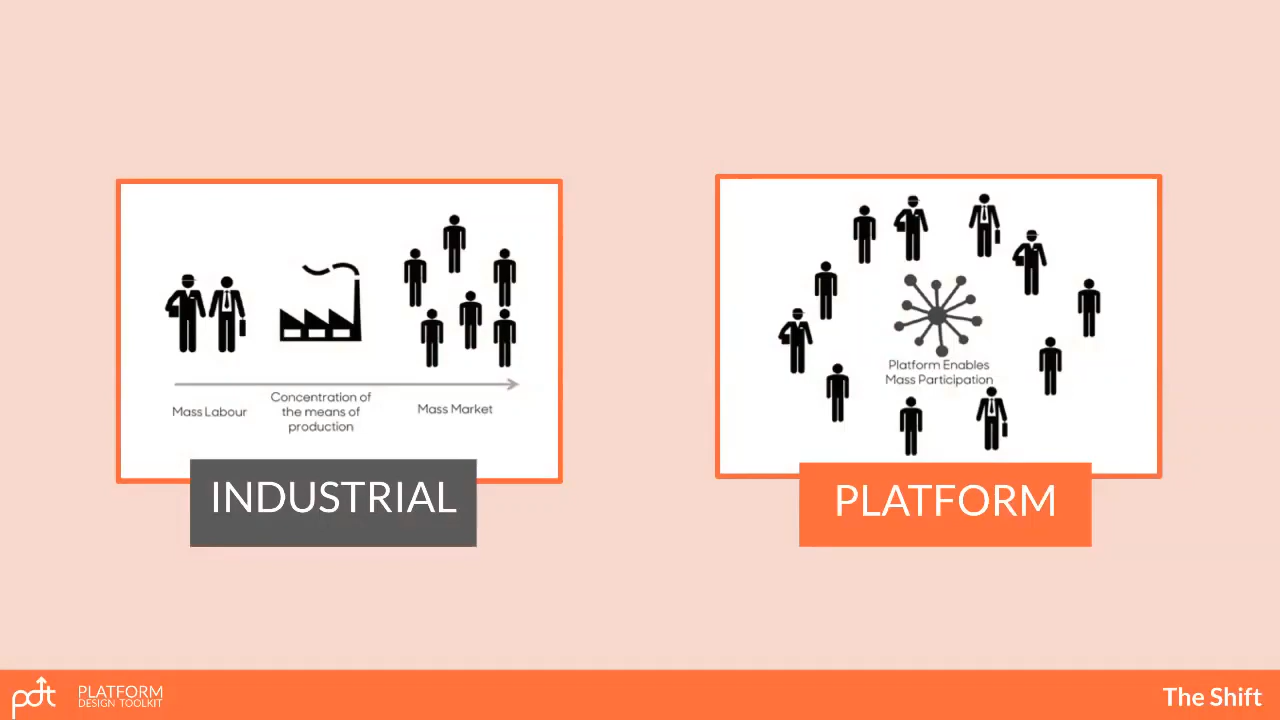 Mass Labour
Concentration of
the means of
production
Mass Market
INDUSTRIAL
Platform Enables
Mass Participation
PLATFORM
pdt
PLATFORM
DESIGN TOOLKIT
The Shift